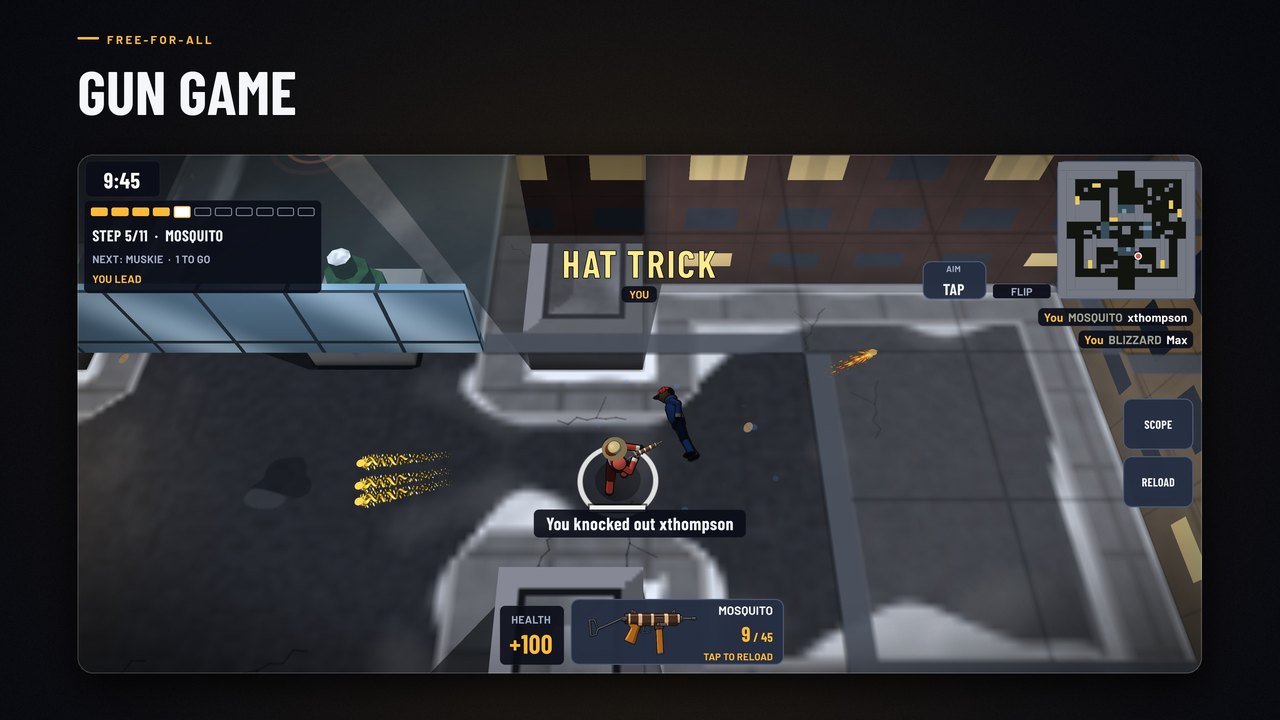 FREE-FOR-ALL
GUN GAME
9:45
STEP 5/11 · MOSQUITO
NEXT: MUSKIE · 1 TO GO
YOU LEAD
HAT TRICK
YOU
AIM
TAP
FLIP
You MOSQUITO xthompson
You BLIZZARD Max
SCOPE
RELOAD
You knocked out xthompson
HEALTH
+100
MOSQUITO
9 / 45
TAP TO RELOAD